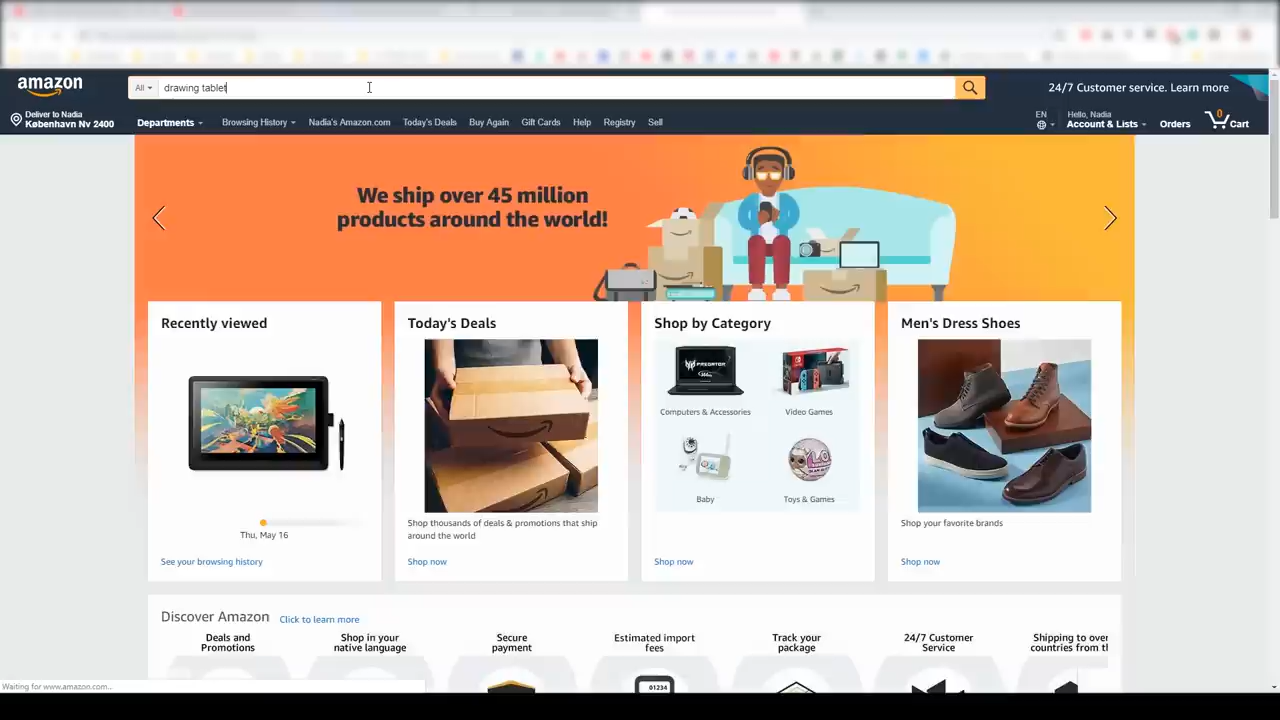 amazon
All
drawing tablet
24/7 Customer service. Learn more
Deliver to Nadia
København Nv 2400
Departments
Browsing History
Nadia's Amazon.com
Today's Deals
Buy Again
Gift Cards
Help
Registry
Sell
EN
Hello, Nadia
Account & Lists
Orders
0
Cart
We ship over 45 million
products around the world!
Recently viewed
Thu, May 16
See your browsing history
Today's Deals
Shop thousands of deals & promotions that ship
around the world
Shop now
Shop by Category
PREDATOR
Computers & Accessories
Video Games
Baby
Toys & Games
Shop now
Men's Dress Shoes
Shop your favorite brands
Shop now
Discover Amazon
Click to learn more
Deals and
Promotions
Shop in your
native language
Secure
payment
Estimated import
fees
Track your
package
24/7 Customer
Service
Shipping to over
countries from th
01234
Waiting for www.amazon.com...